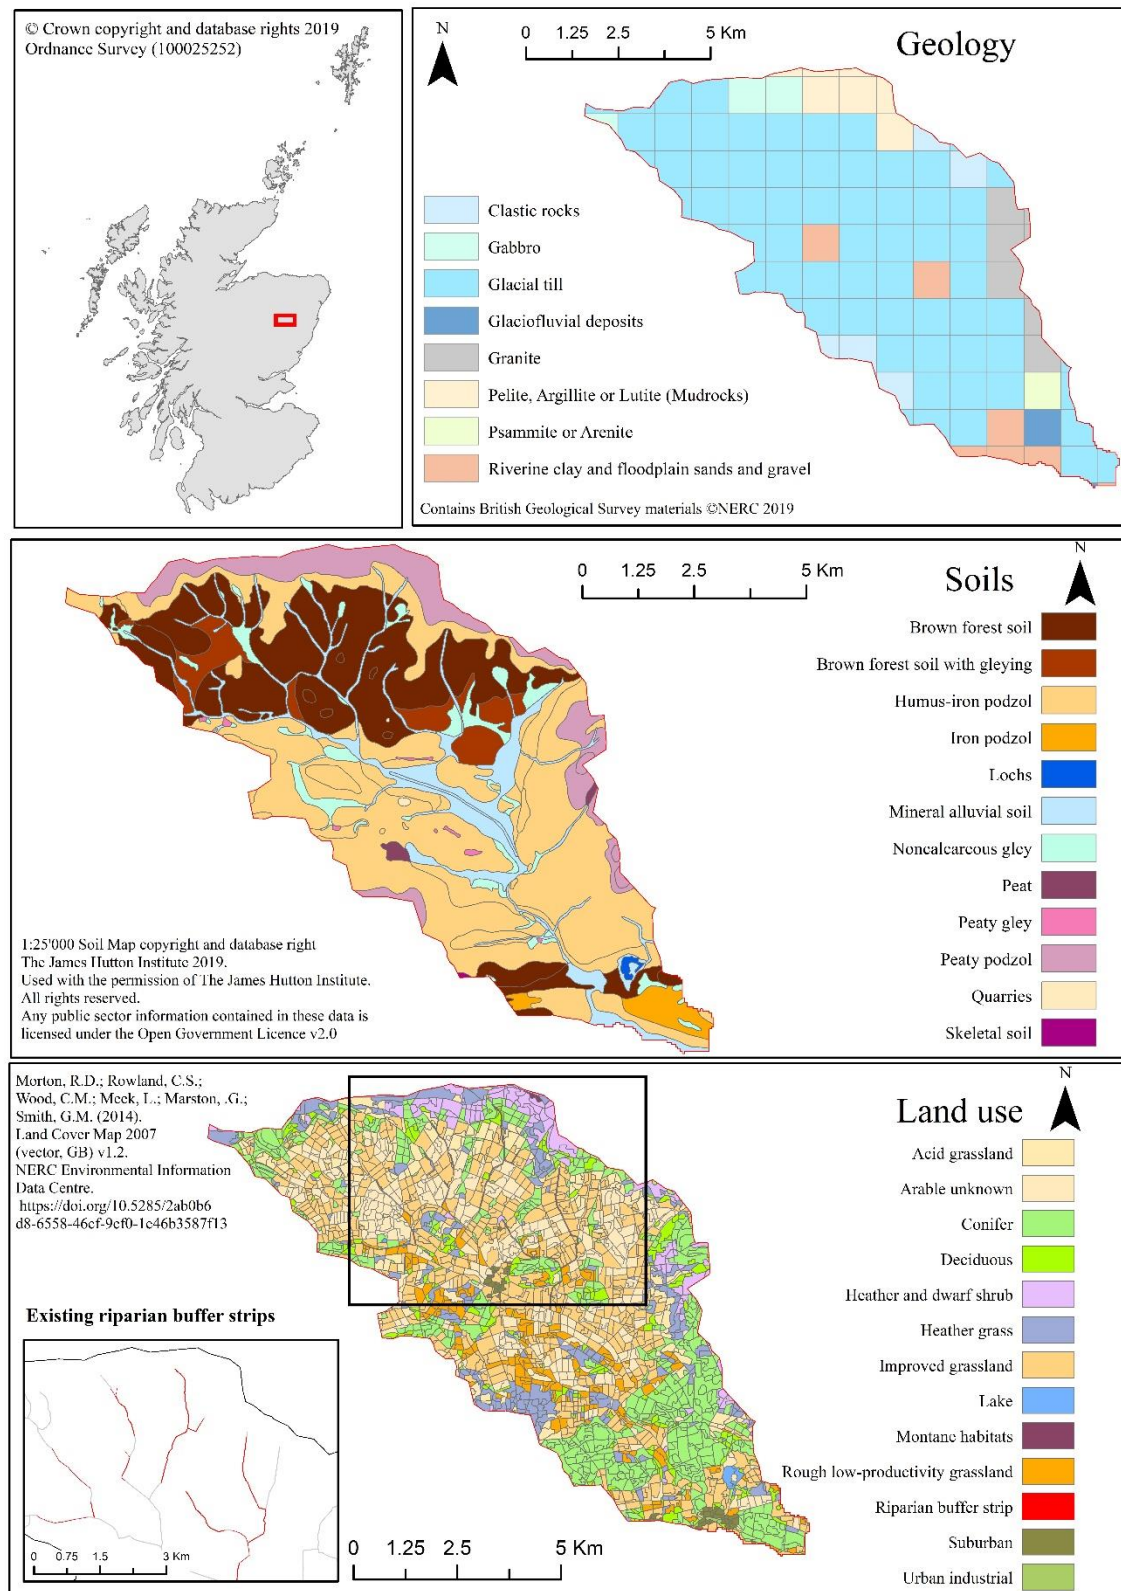 © Crown copyright and database rights 2019
Ordnance Survey (100025252)
N
0 1.25 2.5 5 Km
Geology
Clastic rocks
Gabbro
Glacial till
Glaciofluvial deposits
Granite
Pelite, Argillite or Lutite (Mudrocks)
Psammite or Arenite
Riverine clay and floodplain sands and gravel
Contains British Geological Survey materials ©NERC 2019
0 1.25 2.5 5 Km
Soils
N
Brown forest soil
Brown forest soil with gleying
Humus-iron podzol
Iron podzol
Lochs
Mineral alluvial soil
Noncalcareous gley
Peat
Peaty gley
Peaty podzol
Quarries
Skeletal soil
1:25'000 Soil Map copyright and database right
The James Hutton Institute 2019.
Used with the permission of The James Hutton Institute.
All rights reserved.
Any public sector information contained in these data is
licensed under the Open Government Licence v2.0
Morton, R.D.; Rowland, C.S.;
Wood, C.M.; Meek, L.; Marston, .G.;
Smith, G.M. (2014).
Land Cover Map 2007
(vector, GB) v1.2.
NERC Environmental Information
Data Centre.
https://doi.org/10.5285/2ab0b6
d8-6558-46cf-9cf0-1c46b3587f13
Land use
N
Acid grassland
Arable unknown
Conifer
Deciduous
Heather and dwarf shrub
Heather grass
Improved grassland
Lake
Montane habitats
Rough low-productivity grassland
Riparian buffer strip
Suburban
Urban industrial
Existing riparian buffer strips
0 0.75 1.5 3 Km
0 1.25 2.5 5 Km